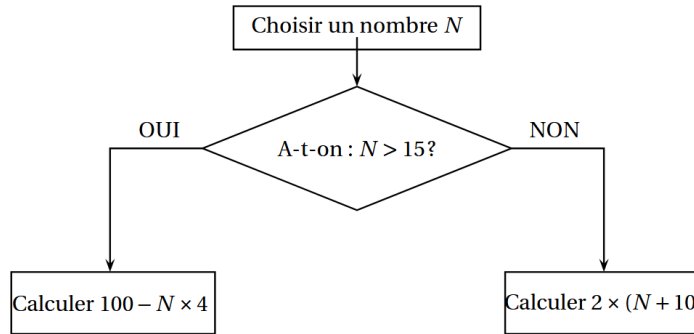 Choisir un nombre N
OUI
NON
A-t-on : N > 15?
Calculer 100 − N × 4
Calculer 2 × (N + 10